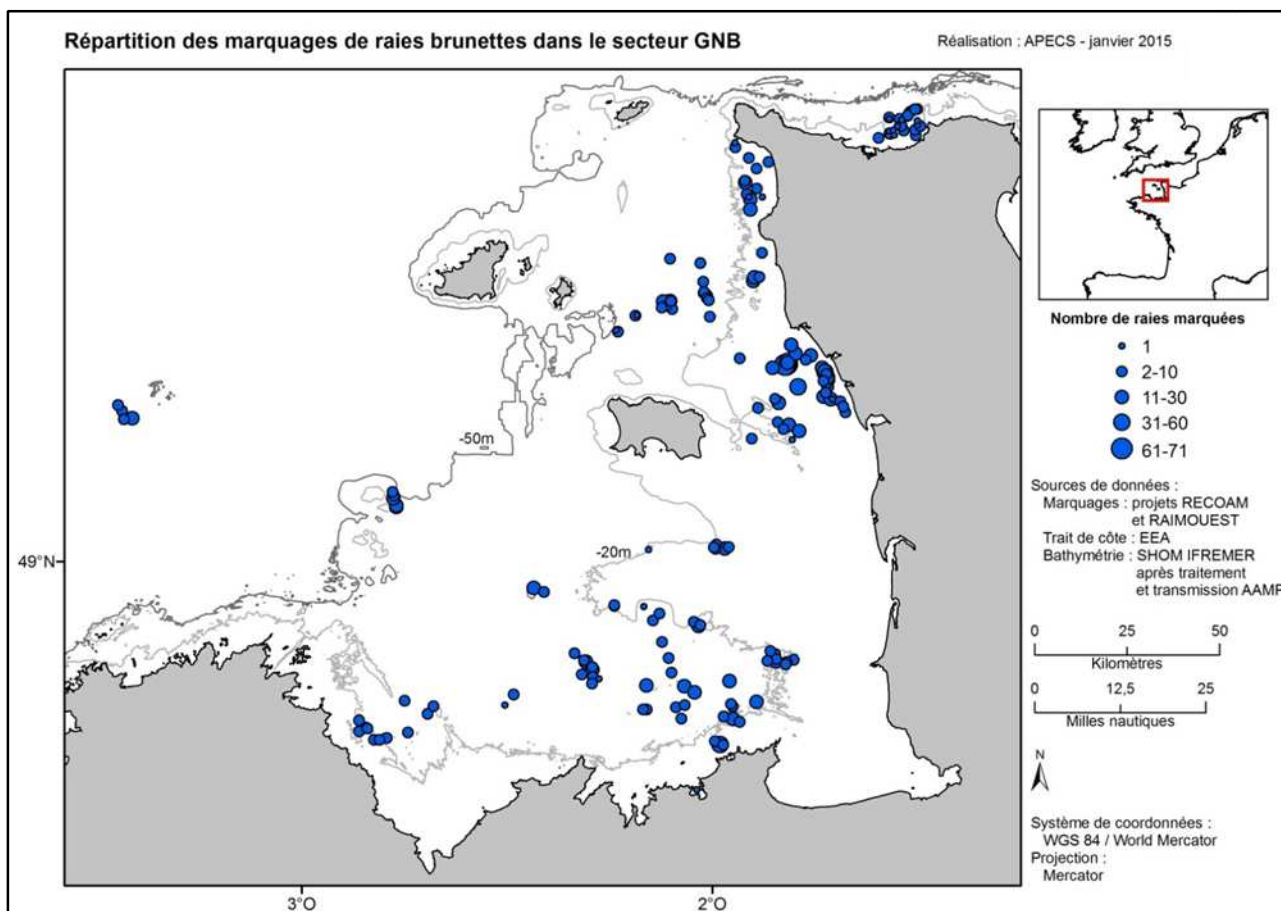 Répartition des marquages de raies brunettes dans le secteur GNB
Réalisation : APECS - janvier 2015
-50m
-20m
49°N
3°O
2°O
Nombre de raies marquées
1
2-10
11-30
31-60
61-71
Sources de données :
Marquages : projets RECOAM
et RAIMOUEST
Trait de côte : EEA
Bathymétrie : SHOM IFREMER
après traitement
et transmission AAMP
0 25 50
Kilomètres
0 12,5 25
Milles nautiques
N
Système de coordonnées :
WGS 84 / World Mercator
Projection :
Mercator